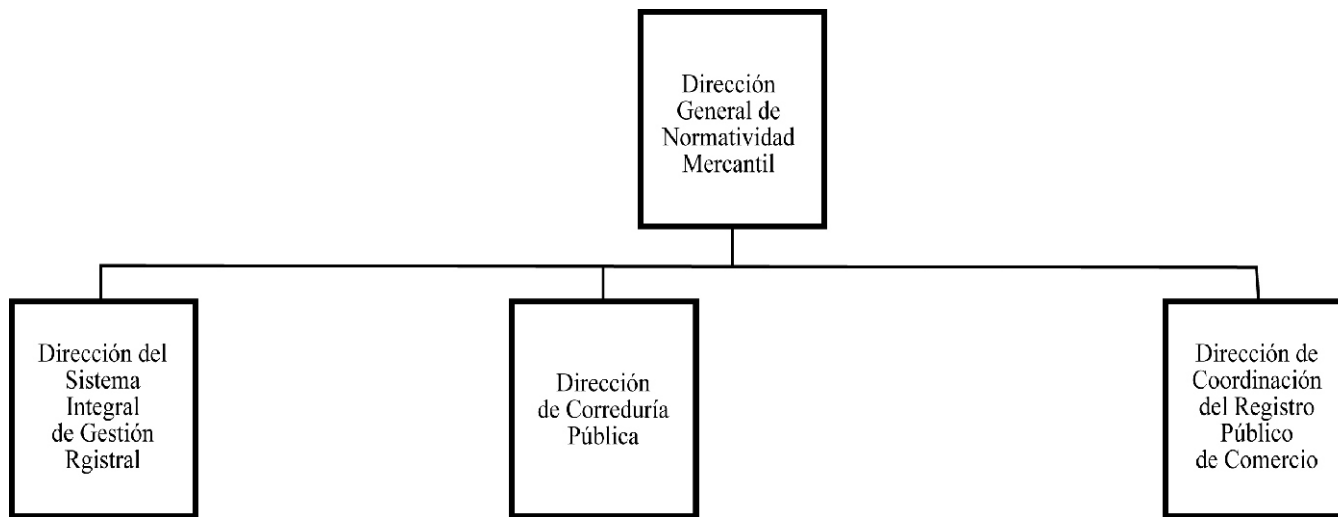 Dirección
General de
Normatividad
Mercantil
Dirección del
Sistema
Integral
de Gestión
Rgistral
Dirección
de Correduría
Pública
Dirección de
Coordinación
del Registro
Público
de Comercio